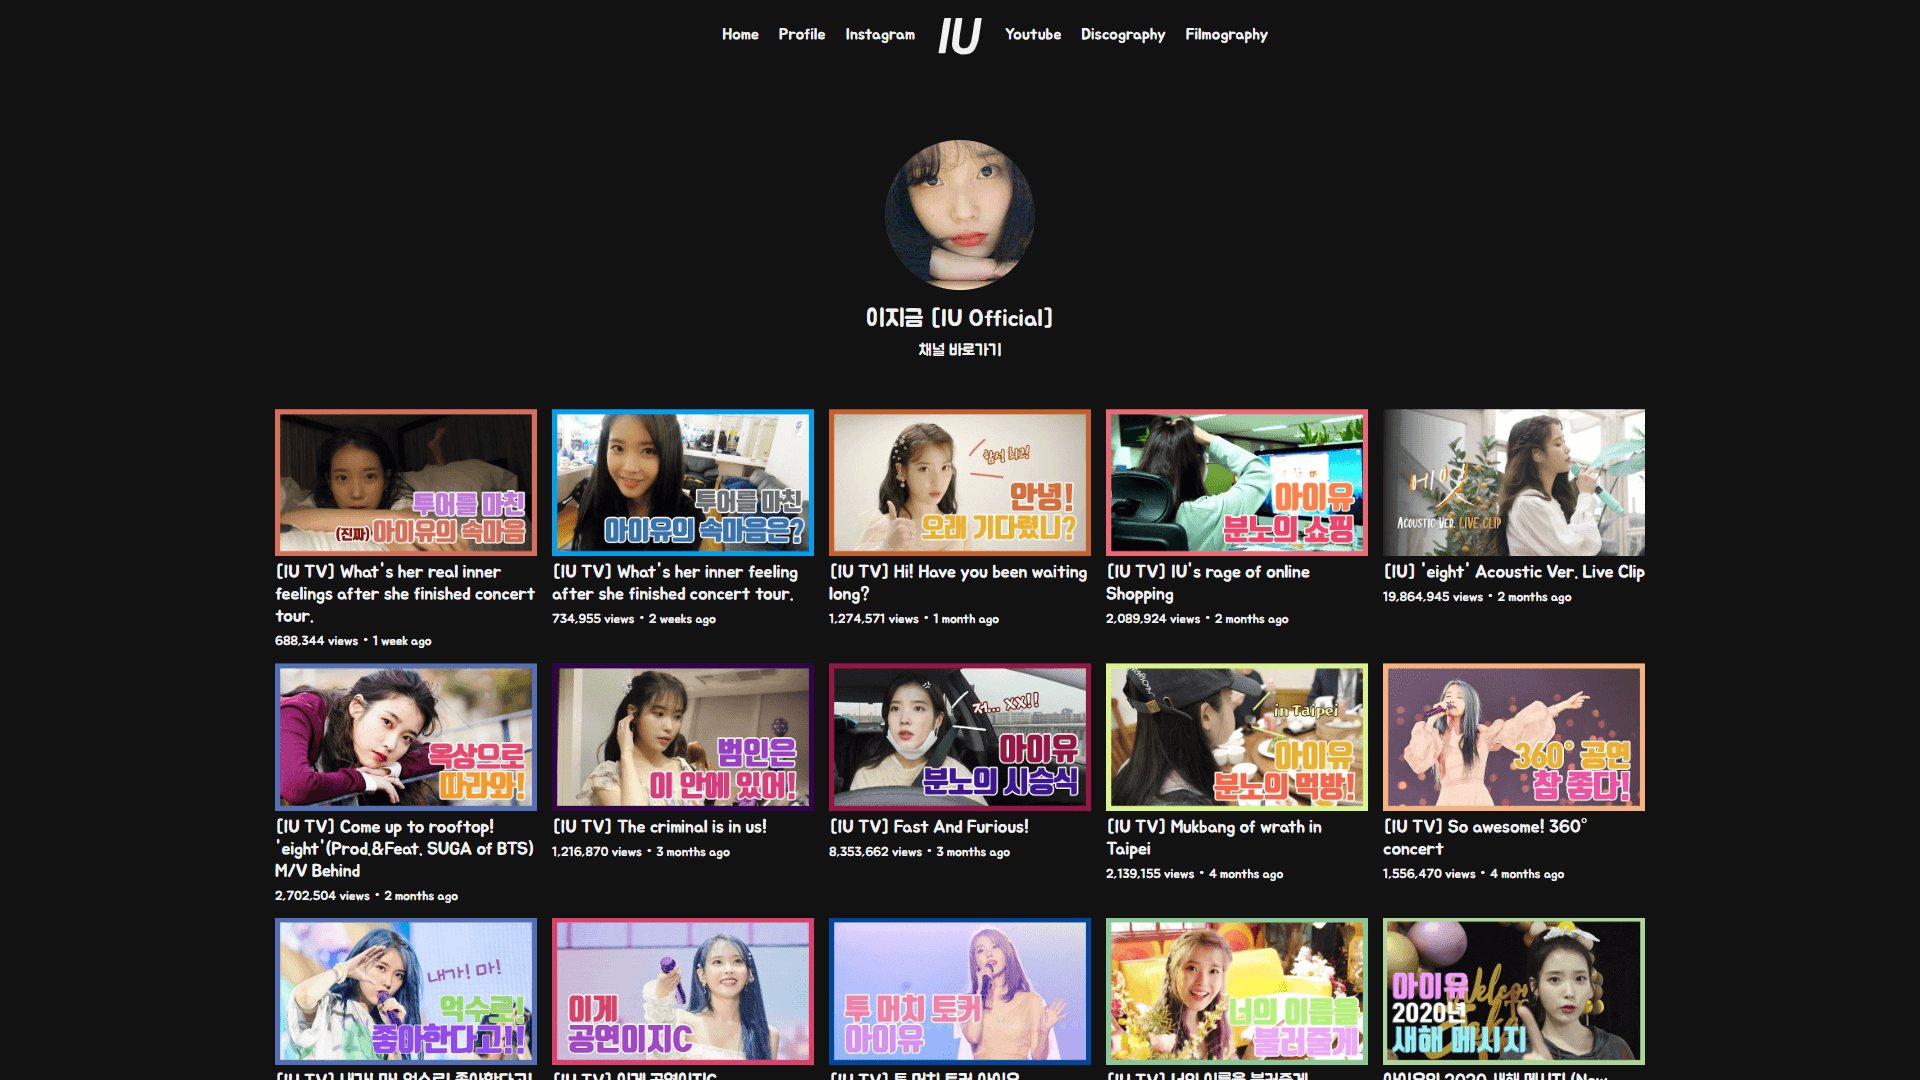 Home Profile Instagram IU Youtube Discography Filmography
이지금 [IU Official]
채널 바로가기
투어를 마친
(진짜) 아이유의 속마음
투어를 마친
아이유의 속마음은?
함석 최고!
안녕!
오래 기다렸니?
아이유
분노의 쇼핑
에잇
ACOUSTIC VER. LIVE CLIP
[IU TV] What's her real inner
feelings after she finished concert
tour.
688,344 views • 1 week ago
[IU TV] What's her inner feeling
after she finished concert tour.
734,955 views • 2 weeks ago
[IU TV] Hi! Have you been waiting
long?
1,274,571 views • 1 month ago
[IU TV] IU's rage of online
Shopping
2,089,924 views • 2 months ago
[IU] 'eight' Acoustic Ver. Live Clip
19,864,945 views • 2 months ago
옥상으로
따라와!
범인은
이 안에 있어!
저... XX!!
아이유
분노의 시승식
in Taipei
아이유
분노의 먹방!
360° 공연
참 좋다!
[IU TV] Come up to rooftop!
'eight'(Prod.&Feat. SUGA of BTS)
M/V Behind
2,702,504 views • 2 months ago
[IU TV] The criminal is in us!
1,216,870 views • 3 months ago
[IU TV] Fast And Furious!
8,353,662 views • 3 months ago
[IU TV] Mukbang of wrath in
Taipei
2,139,155 views • 4 months ago
[IU TV] So awesome! 360°
concert
1,556,470 views • 4 months ago
내가! 마!
억수로!
좋아한다고!!
이게
공연이지C
투 머치 토커
아이유
너의 이름을
불러줄게
아이유
2020년
새해 메시지
[IU TV] 내가! 마! 억수로! 좋아한다고!
[IU TV] 이게 공연이지C
[IU TV] 투 머치 토커 아이유
[IU TV] 너의 이름을 불러줄게
아이유의 2020 새해 메시지 (New